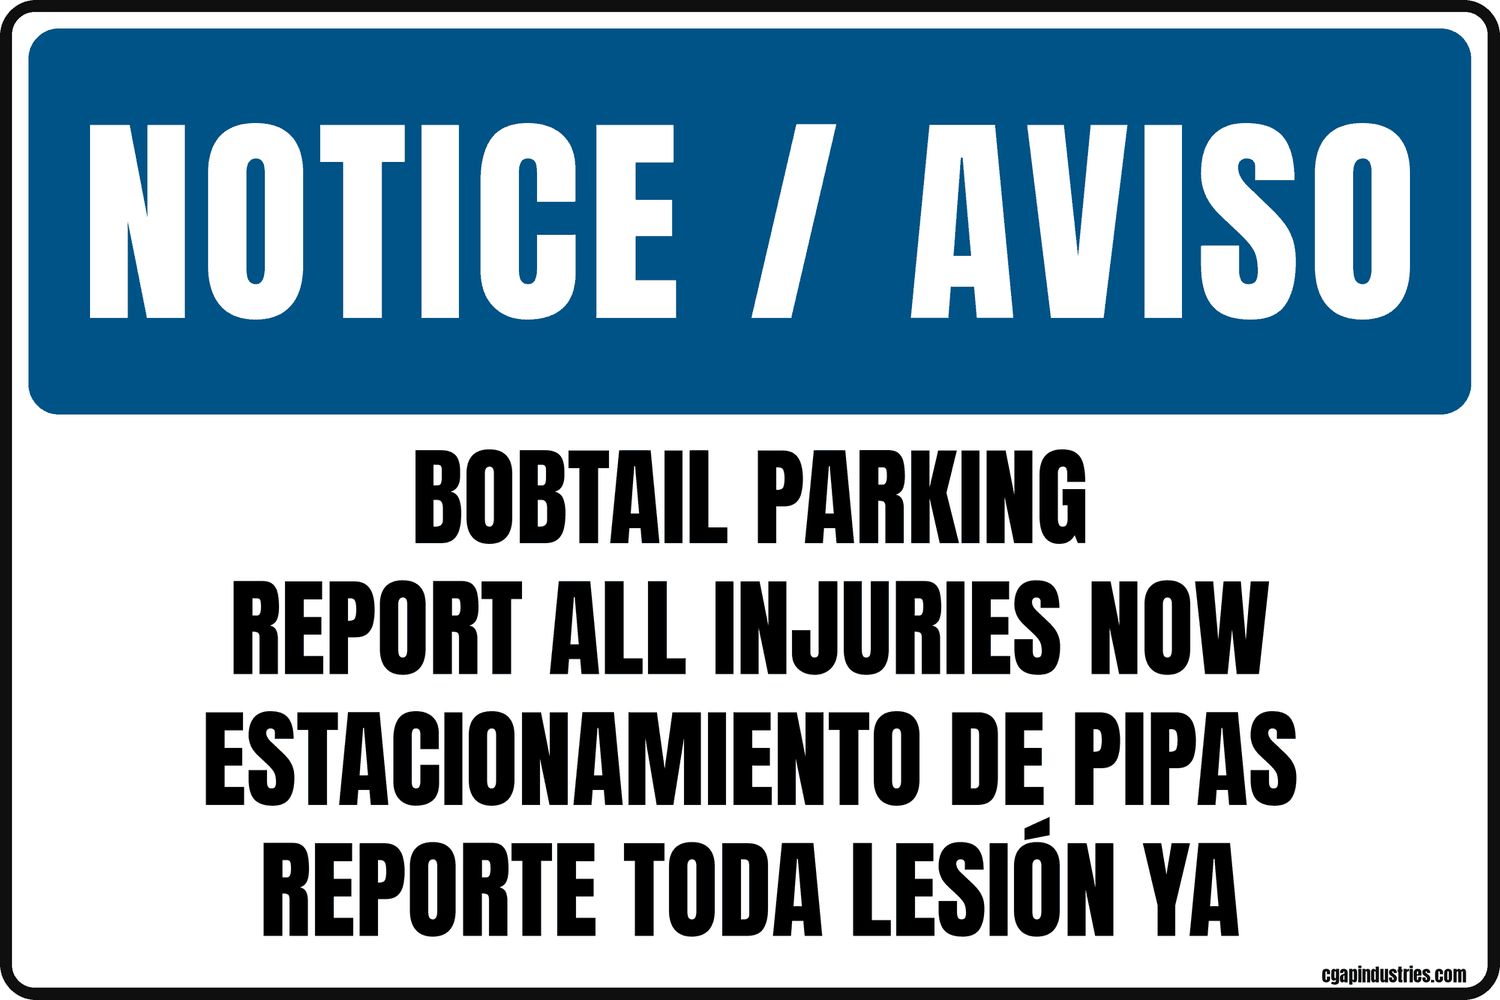 NOTICE / AVISO
BOBTAIL PARKING
REPORT ALL INJURIES NOW
ESTACIONAMIENTO DE PIPAS
REPORTE TODA LESIÓN YA
cgapindustries.com